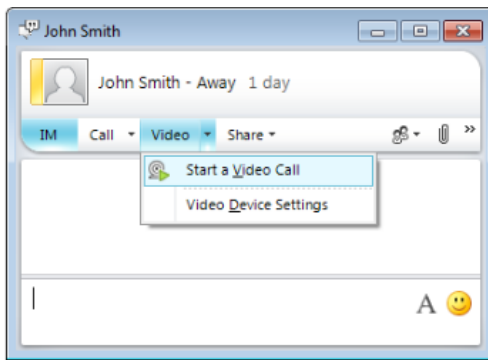 John Smith
John Smith - Away 1 day
IM Call Video Share
Start a Video Call
Video Device Settings
A